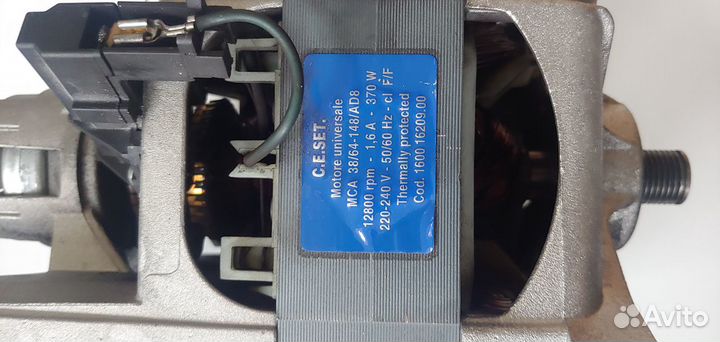 C.E.SET.
Motore universale
MCA 38/64-148/AD8
12800 rpm - 1,6 A - 370 W
220-240 V - 50/60 Hz - cl F/F
Thermally protected
Cod. 1600 16209.00
Avito